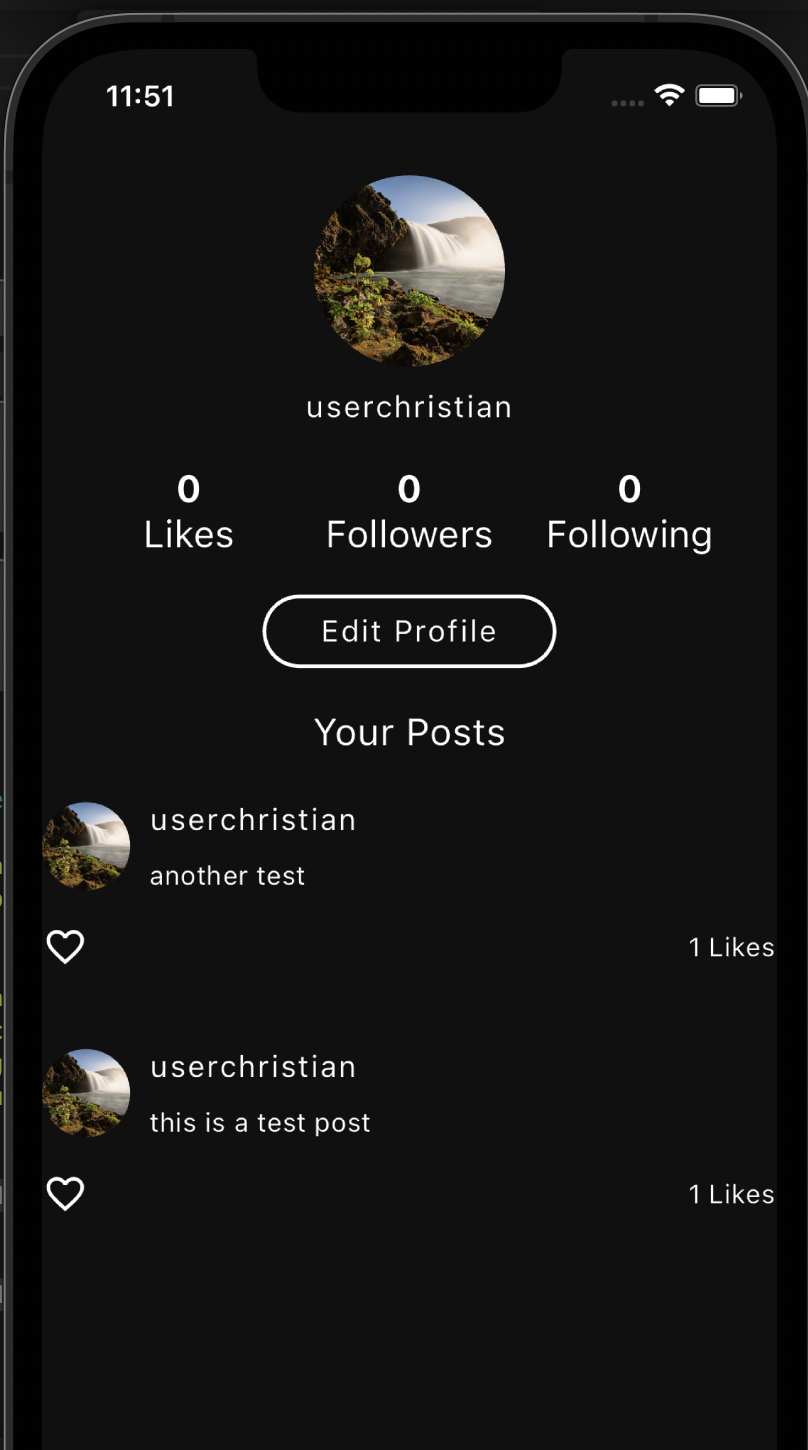 11:51
userchristian
0 0 0
Likes Followers Following
Edit Profile
Your Posts
userchristian
another test
1 Likes
userchristian
this is a test post
1 Likes